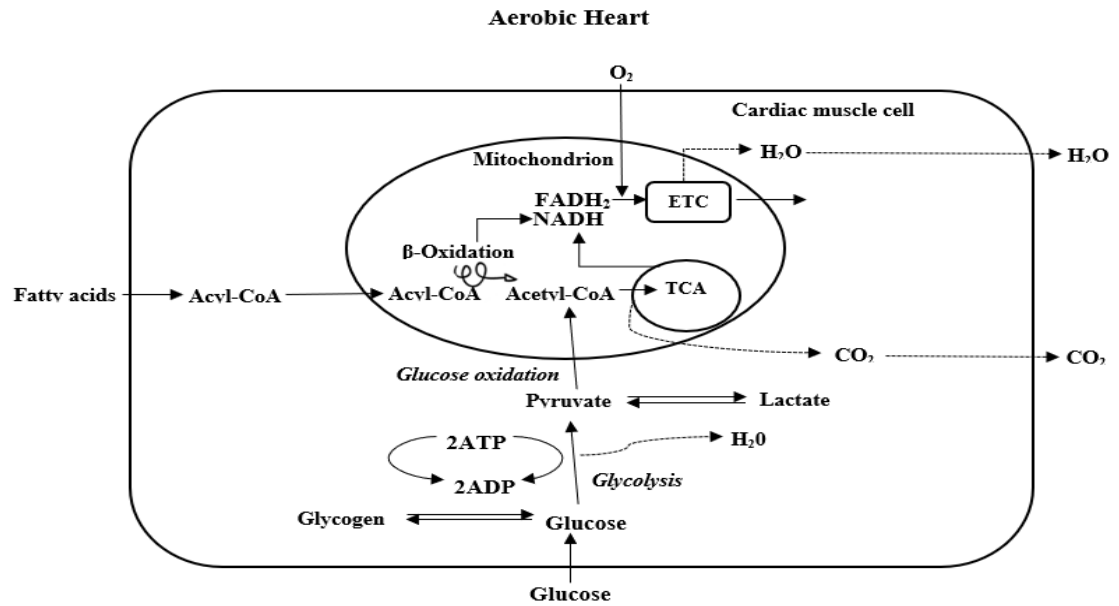 Aerobic Heart
O₂
Cardiac muscle cell
Mitochondrion
H₂O
H₂O
FADH₂
ETC
NADH
β-Oxidation
Fatty acids
Acyl-CoA
Acyl-CoA
Acetyl-CoA
TCA
CO₂
CO₂
Glucose oxidation
Pyruvate
Lactate
2ATP
H₂0
2ADP
Glycolysis
Glycogen
Glucose
Glucose